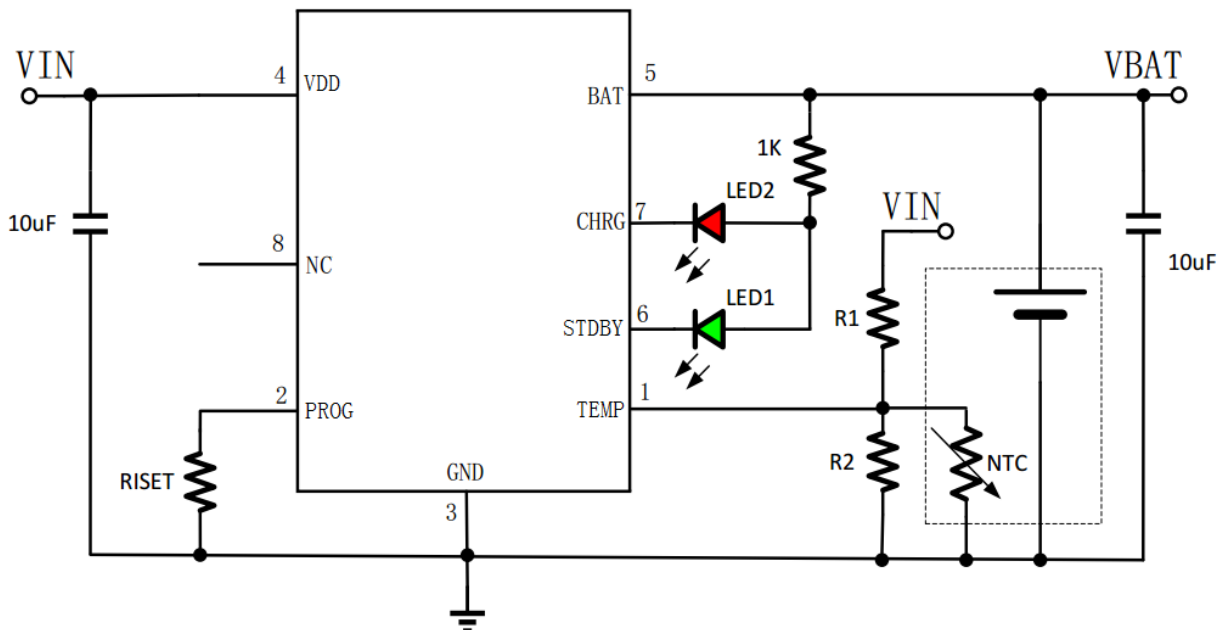 VIN
4
VDD
5
BAT
VBAT
1K
LED2
7
CHRG
VIN
10uF
8
NC
10uF
LED1
6
STDBY
R1
2
PROG
1
TEMP
R2
NTC
RISET
GND
3